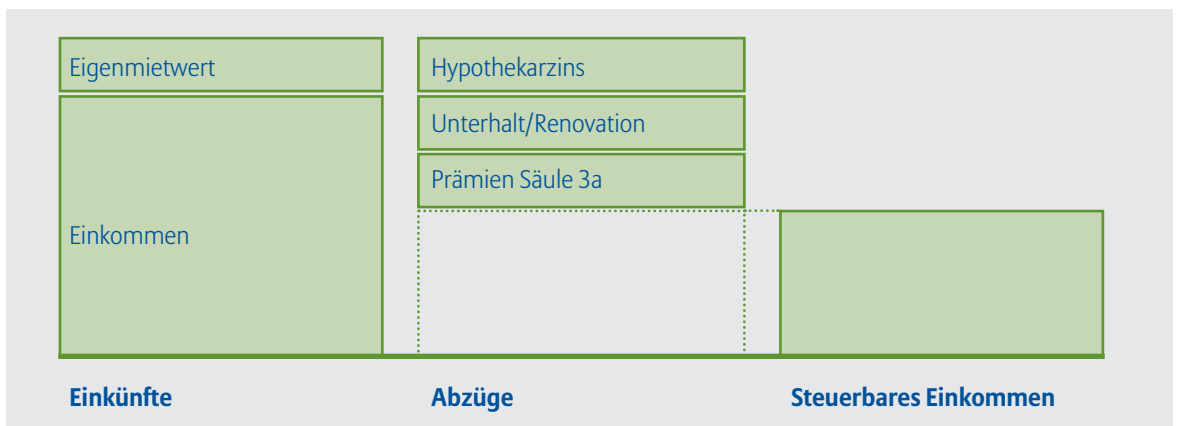 Eigenmietwert
Einkommen
Hypothekarzins
Unterhalt/Renovation
Prämien Säule 3a
Einkünfte
Abzüge
Steuerbares Einkommen